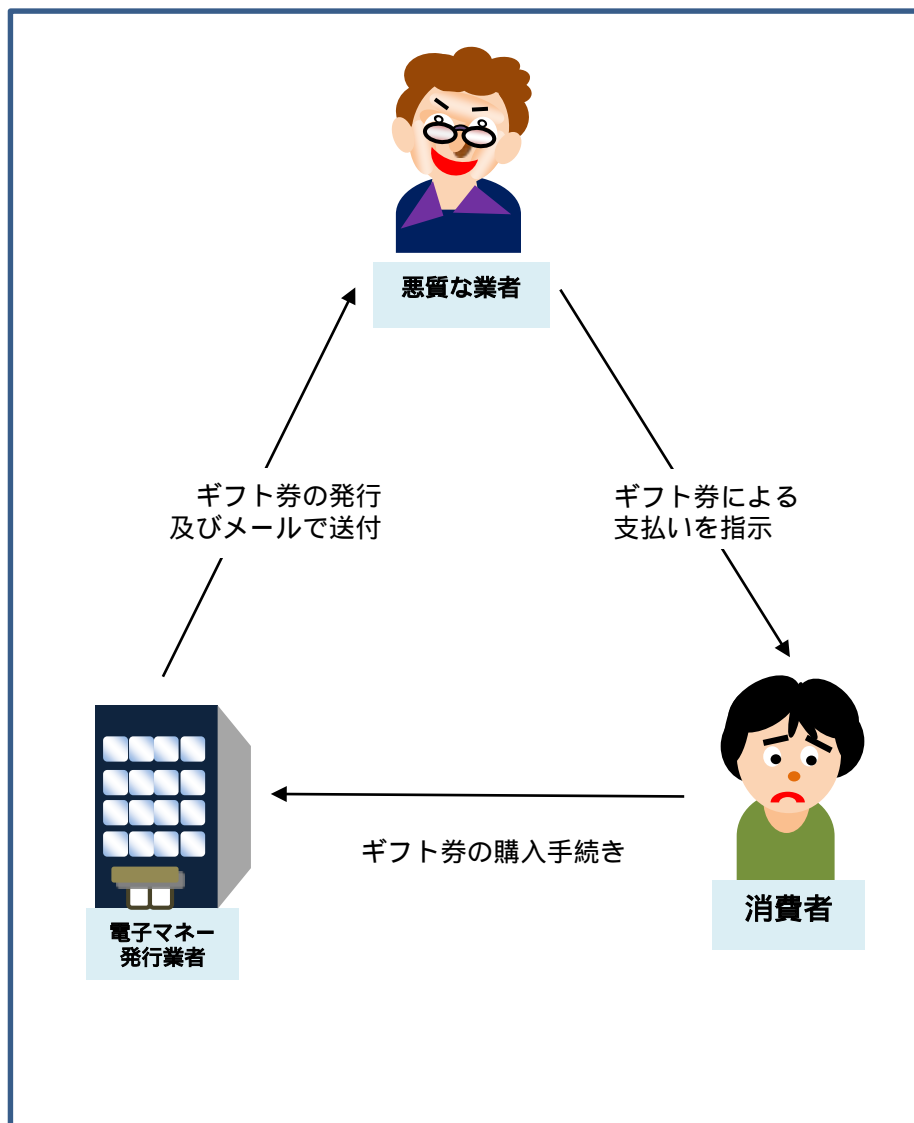 悪質な業者
ギフト券の発行
及びメールで送付
ギフト券による
支払いを指示
ギフト券の購入手続き
消費者
電子マネー
発行業者